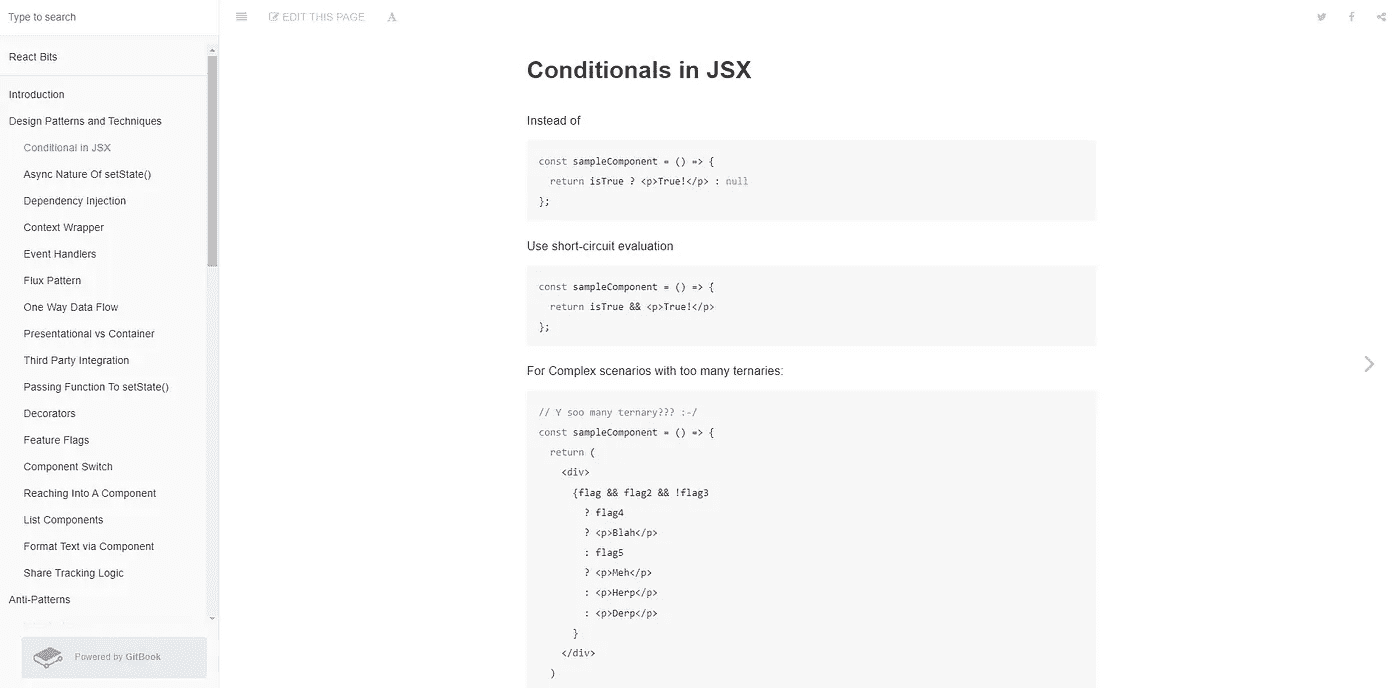 Type to search
EDIT THIS PAGE
A
React Bits
Introduction
Design Patterns and Techniques
Conditional in JSX
Async Nature Of setState()
Dependency Injection
Context Wrapper
Event Handlers
Flux Pattern
One Way Data Flow
Presentational vs Container
Third Party Integration
Passing Function To setState()
Decorators
Feature Flags
Component Switch
Reaching Into A Component
List Components
Format Text via Component
Share Tracking Logic
Anti-Patterns
Powered by GitBook
Conditionals in JSX
Instead of
const sampleComponent = () => {
  return isTrue ? <p>True!</p> : null
};
Use short-circuit evaluation
const sampleComponent = () => {
  return isTrue && <p>True!</p>
};
For Complex scenarios with too many ternaries:
// Y soo many ternary??? :-/
const sampleComponent = () => {
  return (
    <div>
      {flag && flag2 && !flag3
        ? flag4
        ? <p>Blah</p>
        : flag5
        ? <p>Meh</p>
        : <p>Herp</p>
        : <p>Derp</p>
      }
    </div>
  )